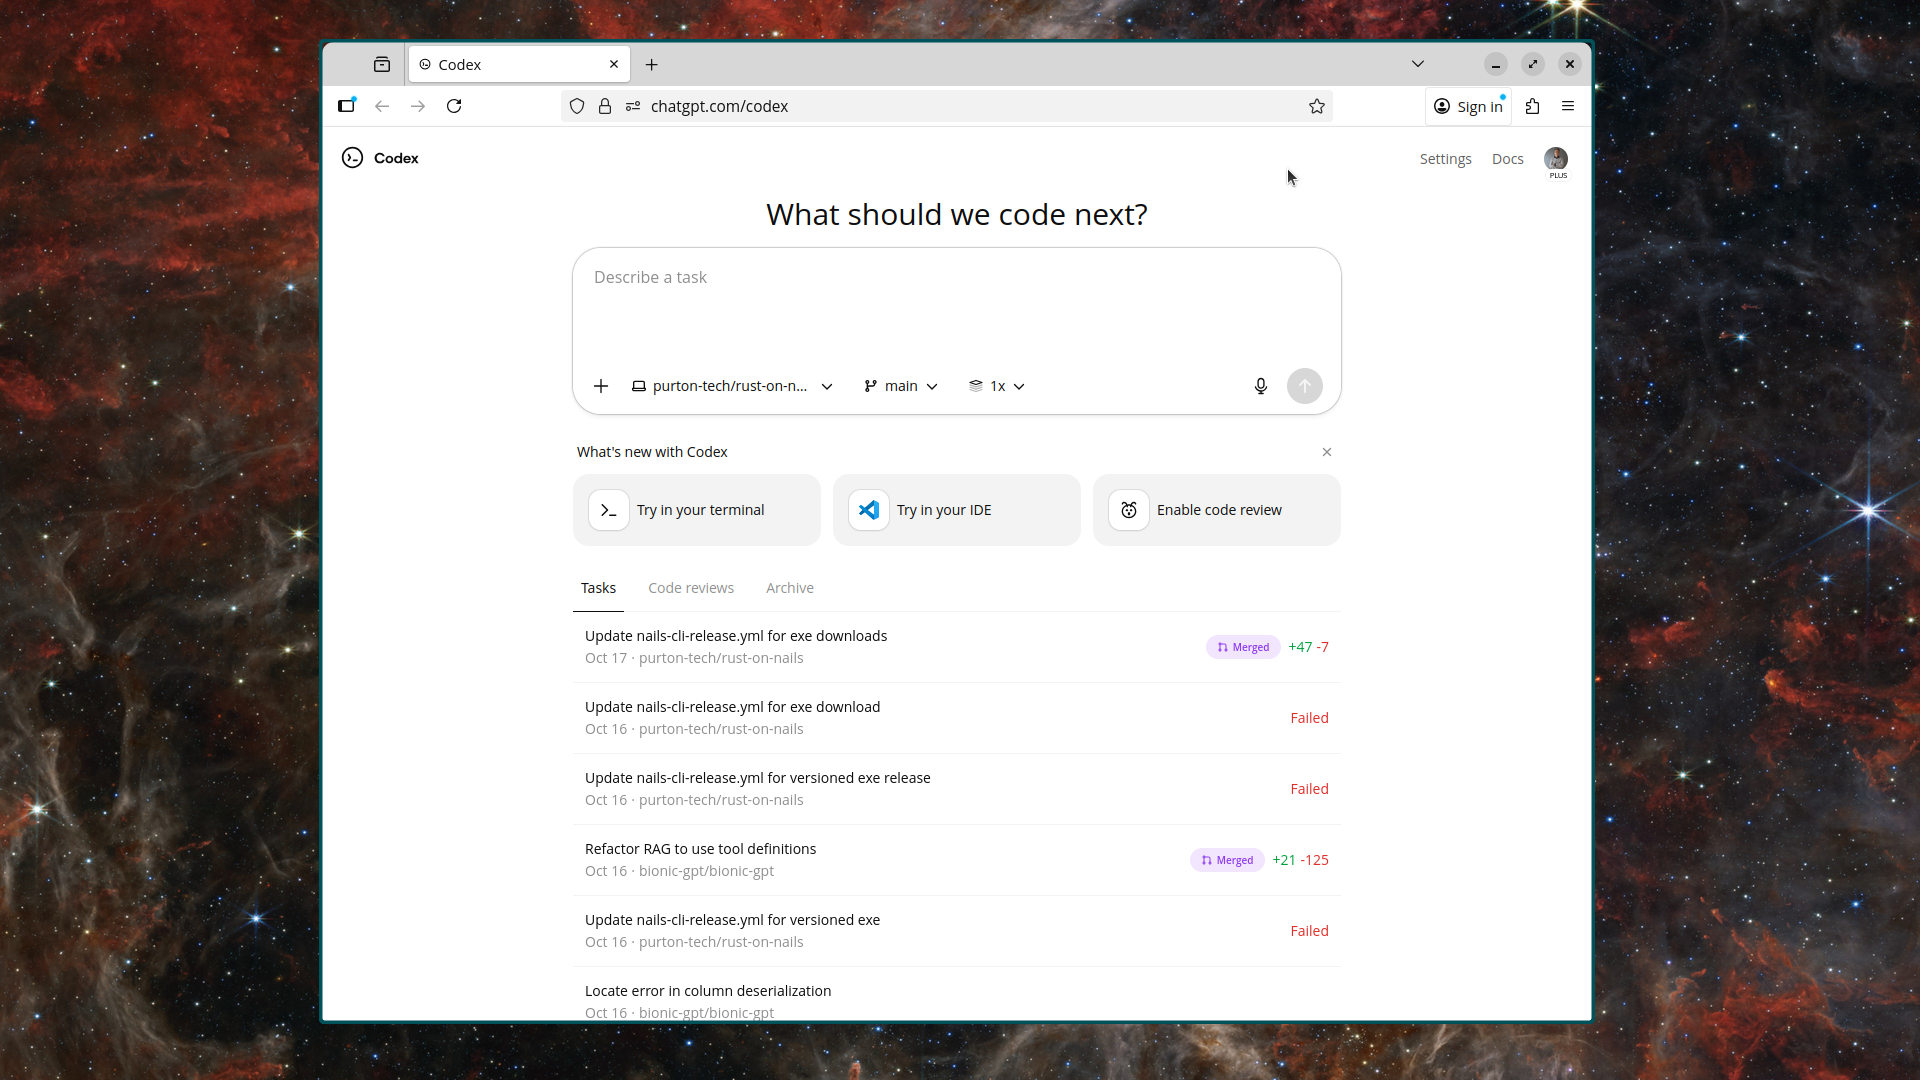 Codex
chatgpt.com/codex
Sign in
Codex
Settings
Docs
PLUS
What should we code next?
Describe a task
purton-tech/rust-on-n...
main
1x
What's new with Codex
Try in your terminal
Try in your IDE
Enable code review
Tasks
Code reviews
Archive
Update nails-cli-release.yml for exe downloads
Oct 17 · purton-tech/rust-on-nails
Merged
+47 -7
Update nails-cli-release.yml for exe download
Oct 16 · purton-tech/rust-on-nails
Failed
Update nails-cli-release.yml for versioned exe release
Oct 16 · purton-tech/rust-on-nails
Failed
Refactor RAG to use tool definitions
Oct 16 · bionic-gpt/bionic-gpt
Merged
+21 -125
Update nails-cli-release.yml for versioned exe
Oct 16 · purton-tech/rust-on-nails
Failed
Locate error in column deserialization
Oct 16 · bionic-gpt/bionic-gpt